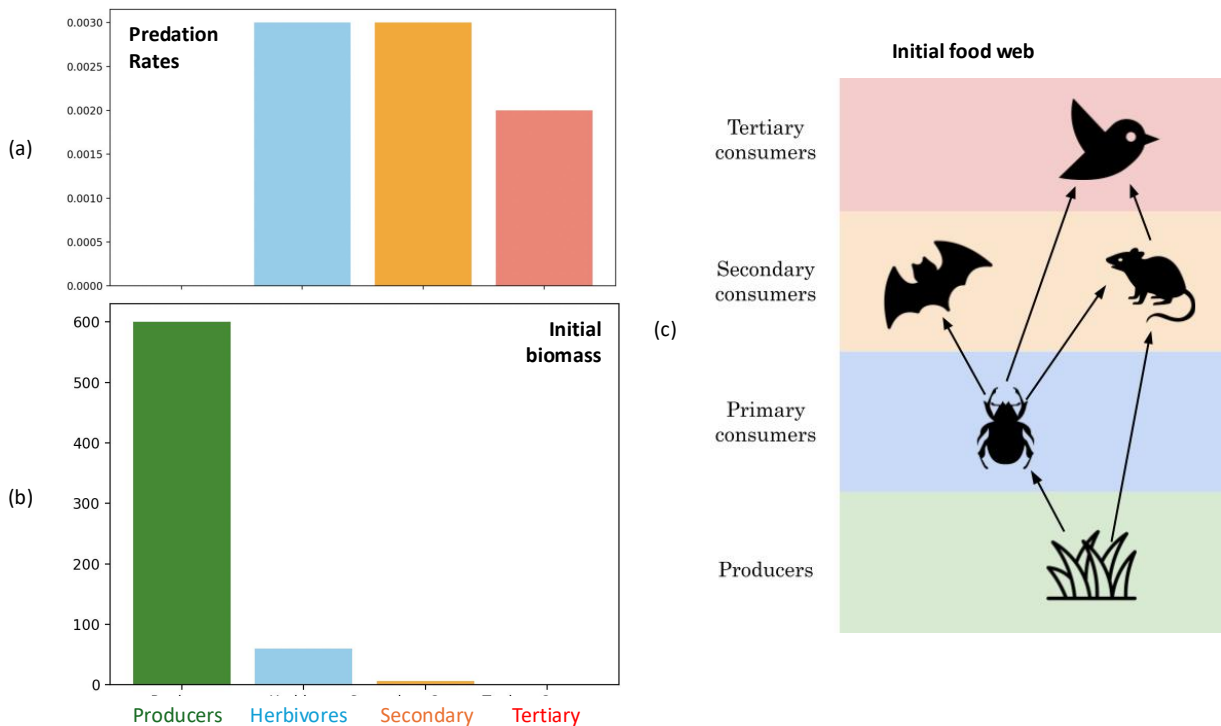 (a)
Predation
Rates
0.0030
0.0025
0.0020
0.0015
0.0010
0.0005
0.0000
(b)
Initial
biomass
600
500
400
300
200
100
0
Producers Herbivores Secondary Tertiary
(c)
Initial food web
Tertiary
consumers
Secondary
consumers
Primary
consumers
Producers